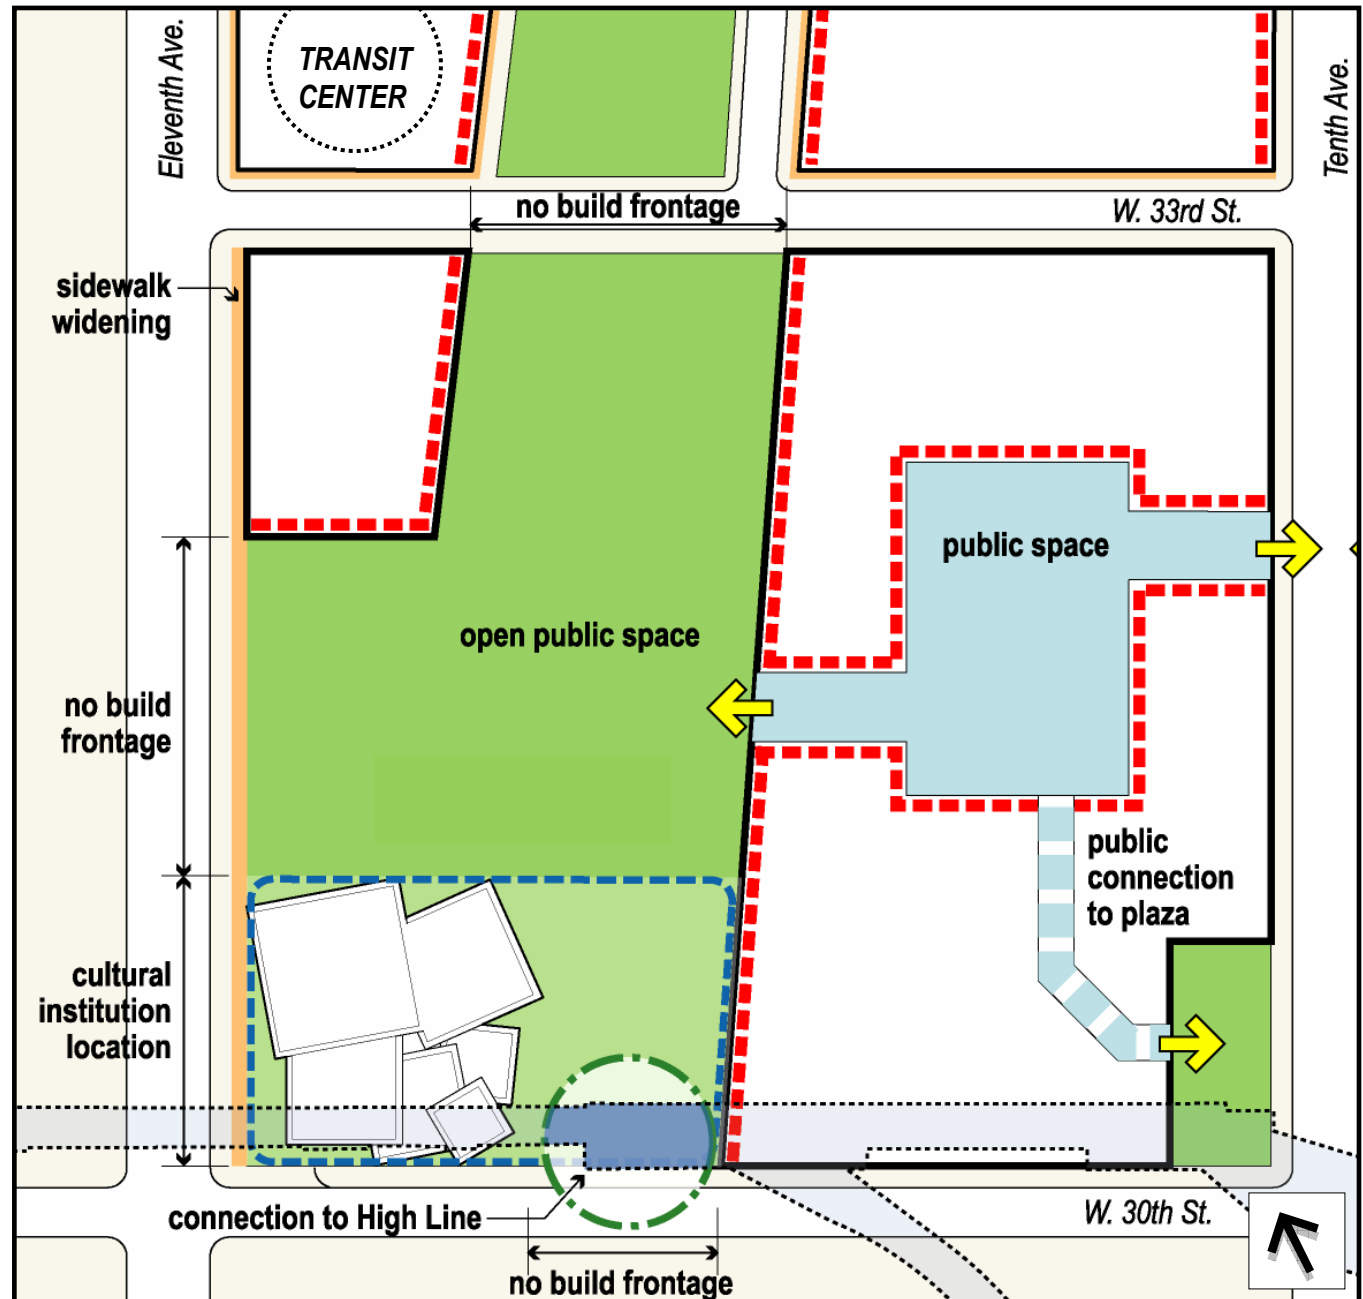 Eleventh Ave.
TRANSIT
CENTER
Tenth Ave.
no build frontage
W. 33rd St.
sidewalk
widening
public space
open public space
no build
frontage
public
connection
to plaza
cultural
institution
location
connection to High Line
W. 30th St.
no build frontage